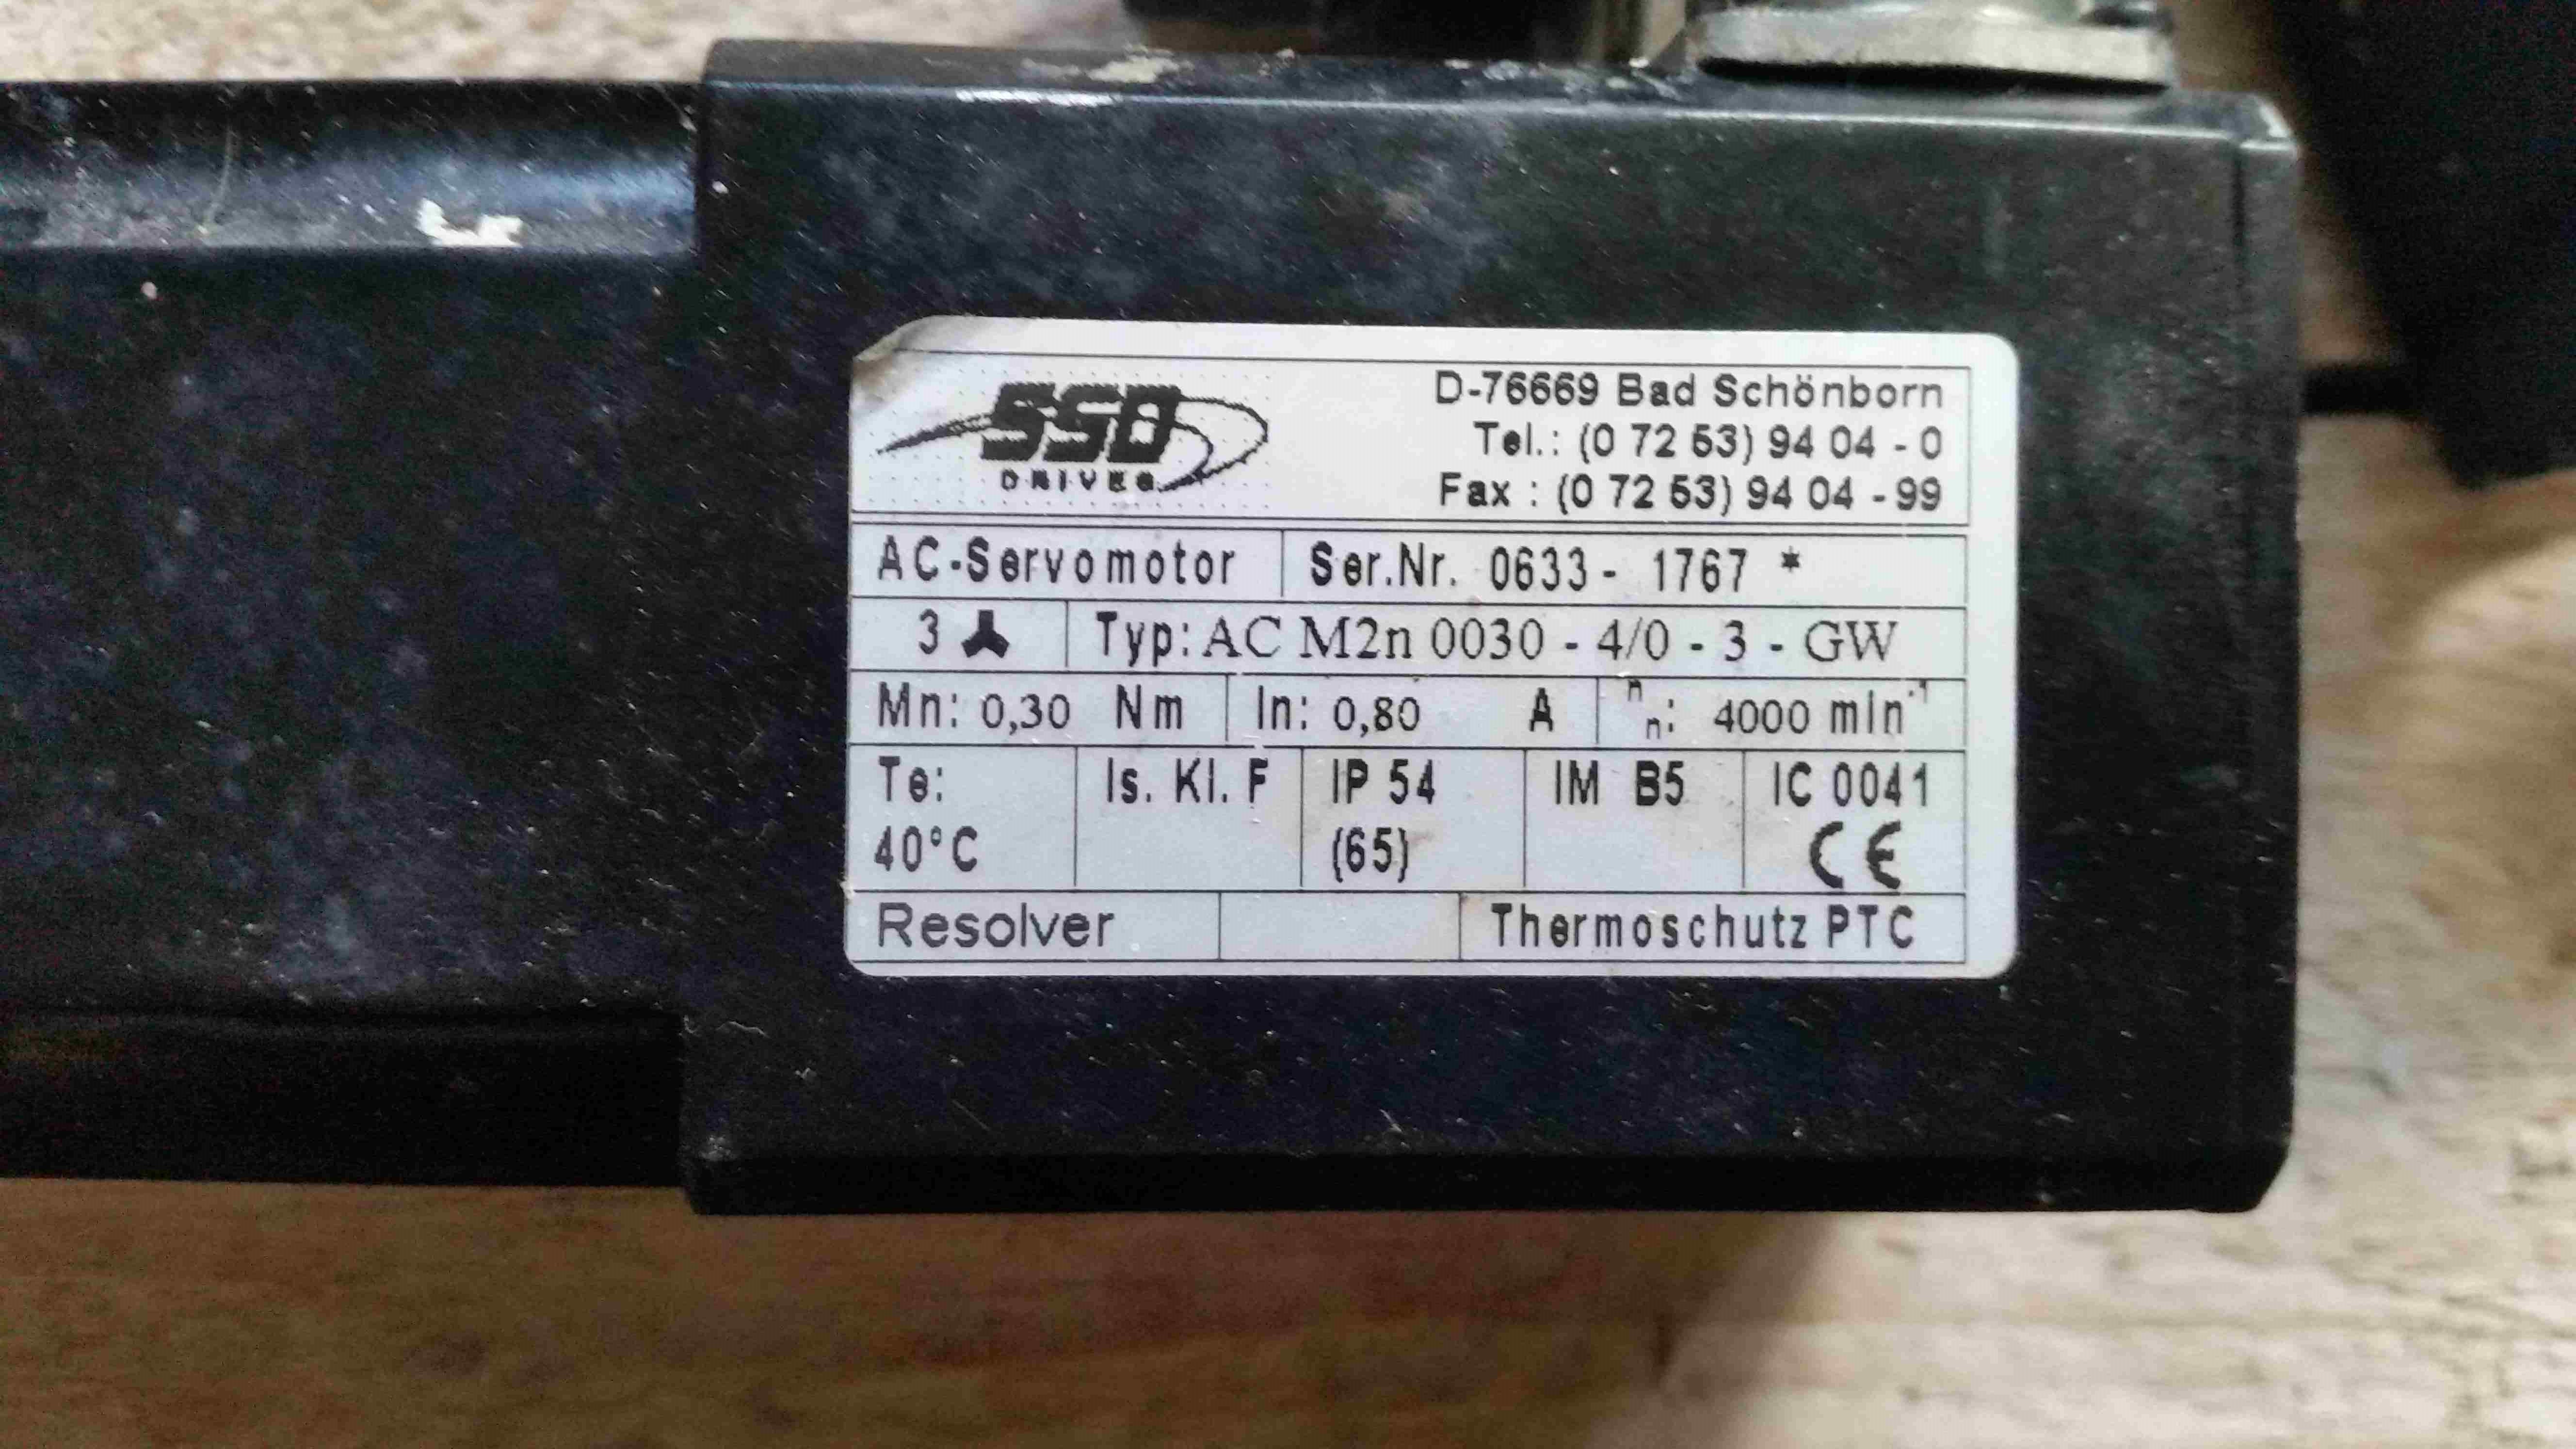 SSD
DRIVES
D-76669 Bad Schönborn
Tel.: (0 72 53) 94 04 - 0
Fax : (0 72 53) 94 04 - 99
AC-Servomotor Ser.Nr. 0633 - 1767 *
3 Typ: AC M2n 0030 - 4/0 - 3 - GW
Mn: 0,30 Nm In: 0,80 A nn: 4000 min-1
Te: Is. Kl. F IP 54 IM B5 IC 0041
40°C (65) CE
Resolver Thermoschutz PTC